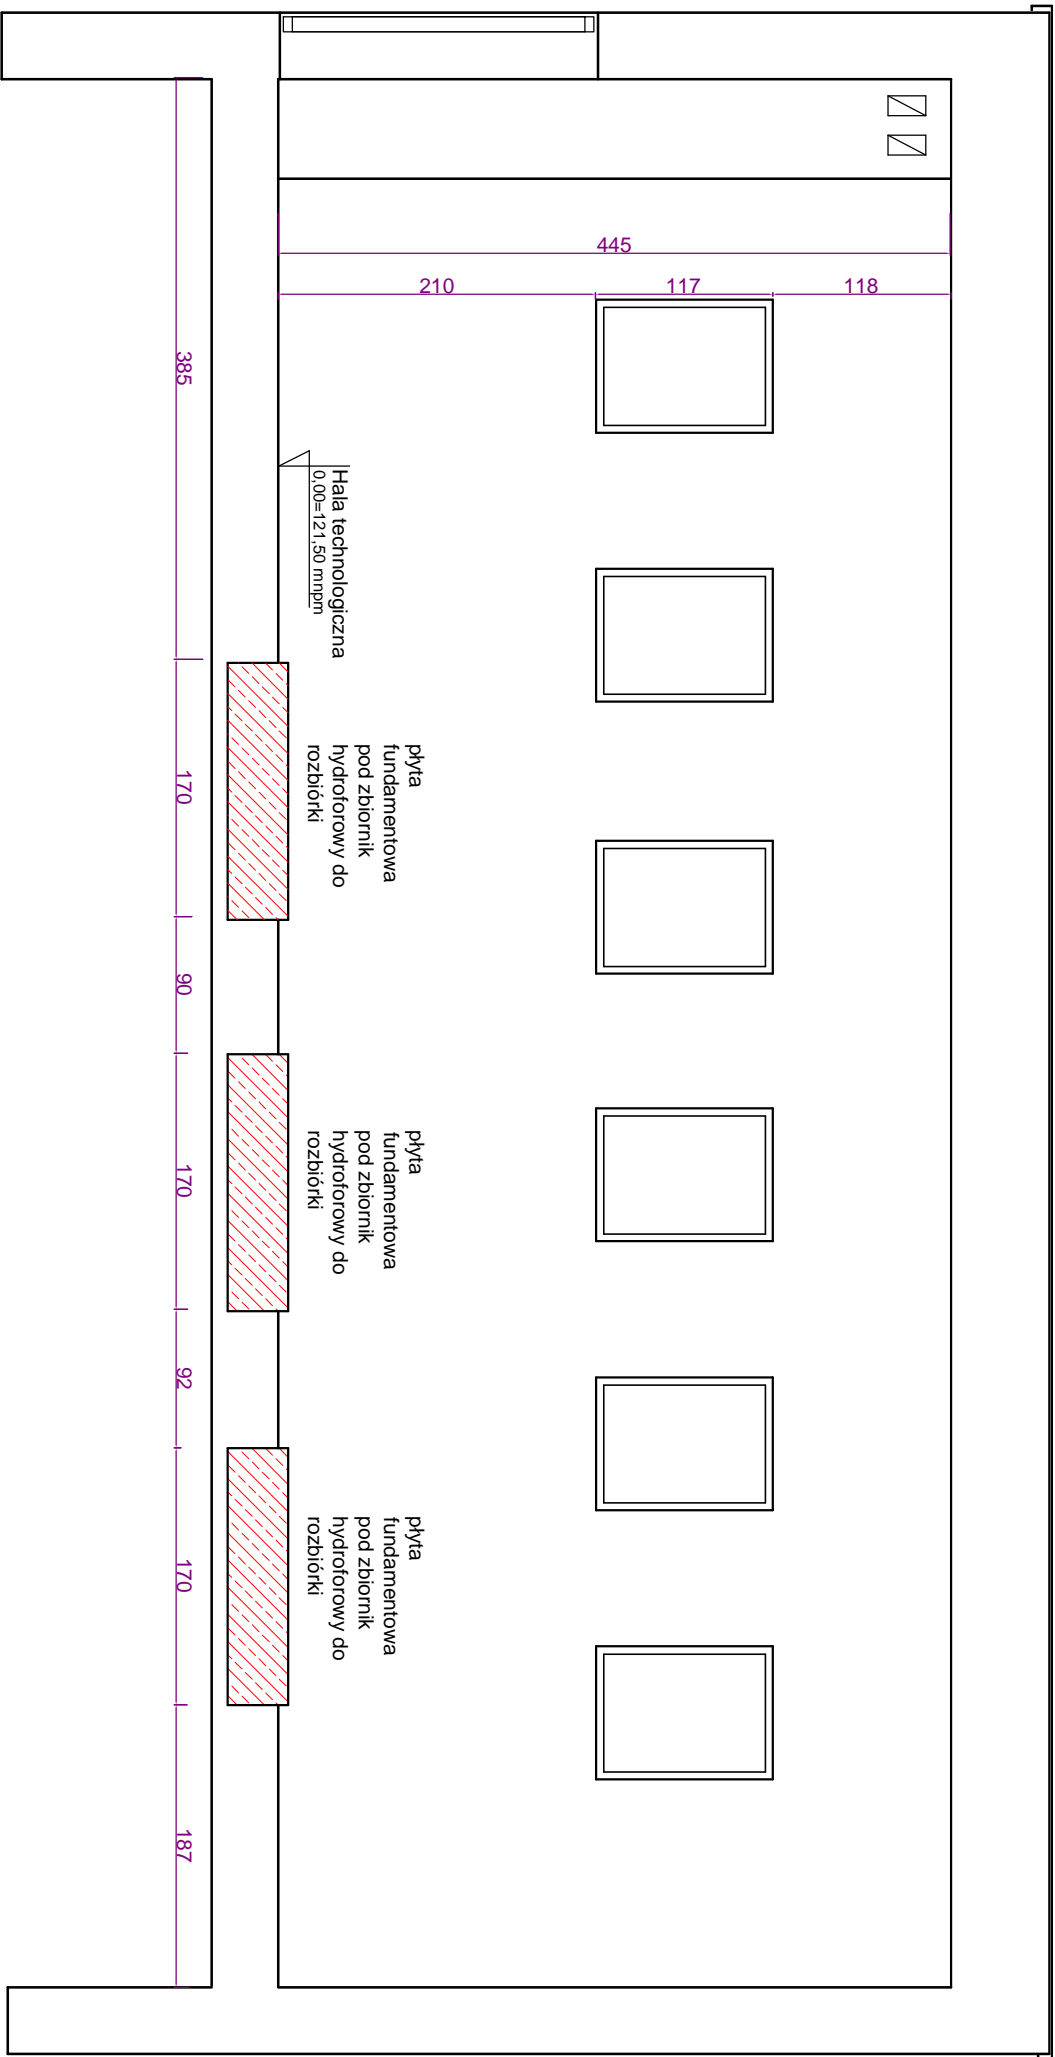 445
210
117
118
Hala technologiczna
0,00=121,50 mnpm
płyta
fundamentowa
pod zbiornik
hydroforowy do
rozbiórki
płyta
fundamentowa
pod zbiornik
hydroforowy do
rozbiórki
płyta
fundamentowa
pod zbiornik
hydroforowy do
rozbiórki
385
170
90
170
92
170
187